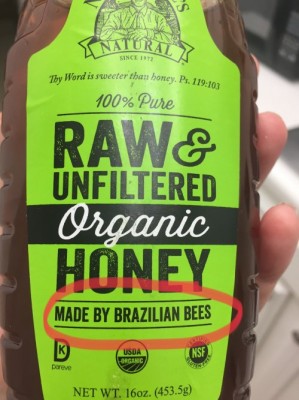 NATURAL
SINCE 1972
Thy Word is sweeter than honey. Ps. 119:103
100% Pure
RAW &
UNFILTERED
Organic
HONEY
MADE BY BRAZILIAN BEES
K
pareve
USDA
ORGANIC
NSF
NET WT. 16oz. (453.5g)